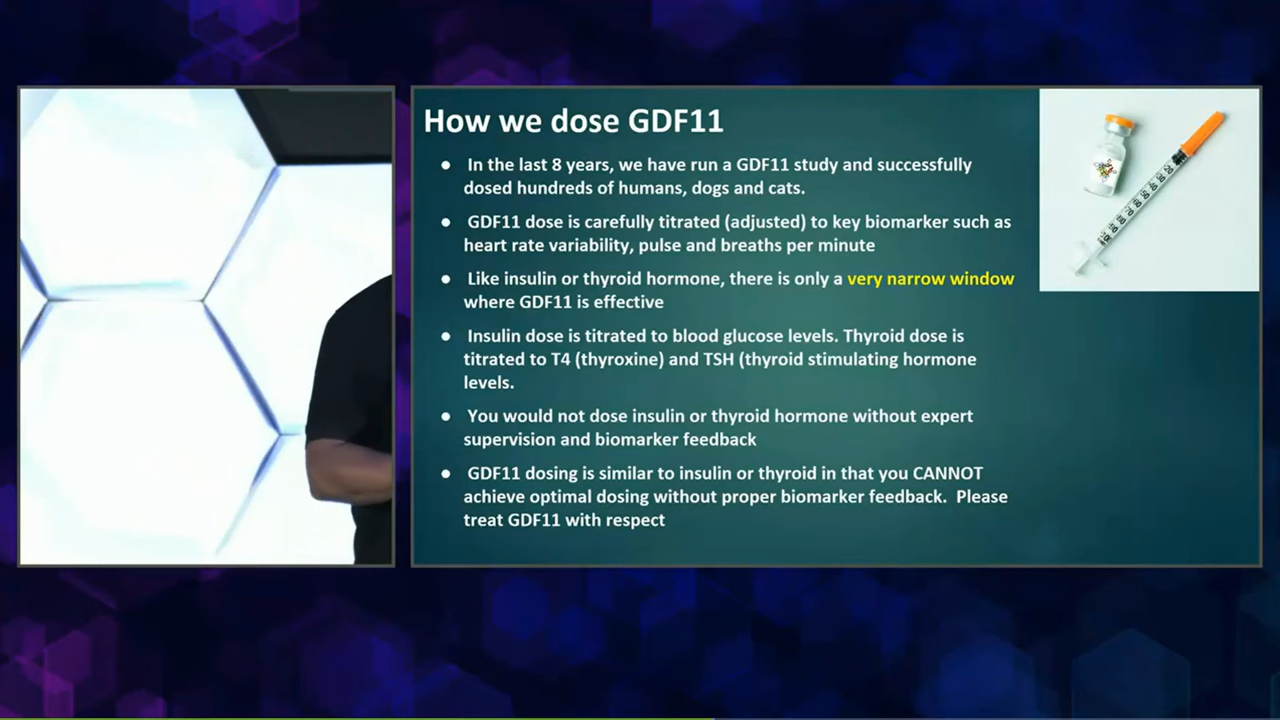 How we dose GDF11
● In the last 8 years, we have run a GDF11 study and successfully
dosed hundreds of humans, dogs and cats.
● GDF11 dose is carefully titrated (adjusted) to key biomarker such as
heart rate variability, pulse and breaths per minute
● Like insulin or thyroid hormone, there is only a very narrow window
where GDF11 is effective
● Insulin dose is titrated to blood glucose levels. Thyroid dose is
titrated to T4 (thyroxine) and TSH (thyroid stimulating hormone
levels.
● You would not dose insulin or thyroid hormone without expert
supervision and biomarker feedback
● GDF11 dosing is similar to insulin or thyroid in that you CANNOT
achieve optimal dosing without proper biomarker feedback. Please
treat GDF11 with respect